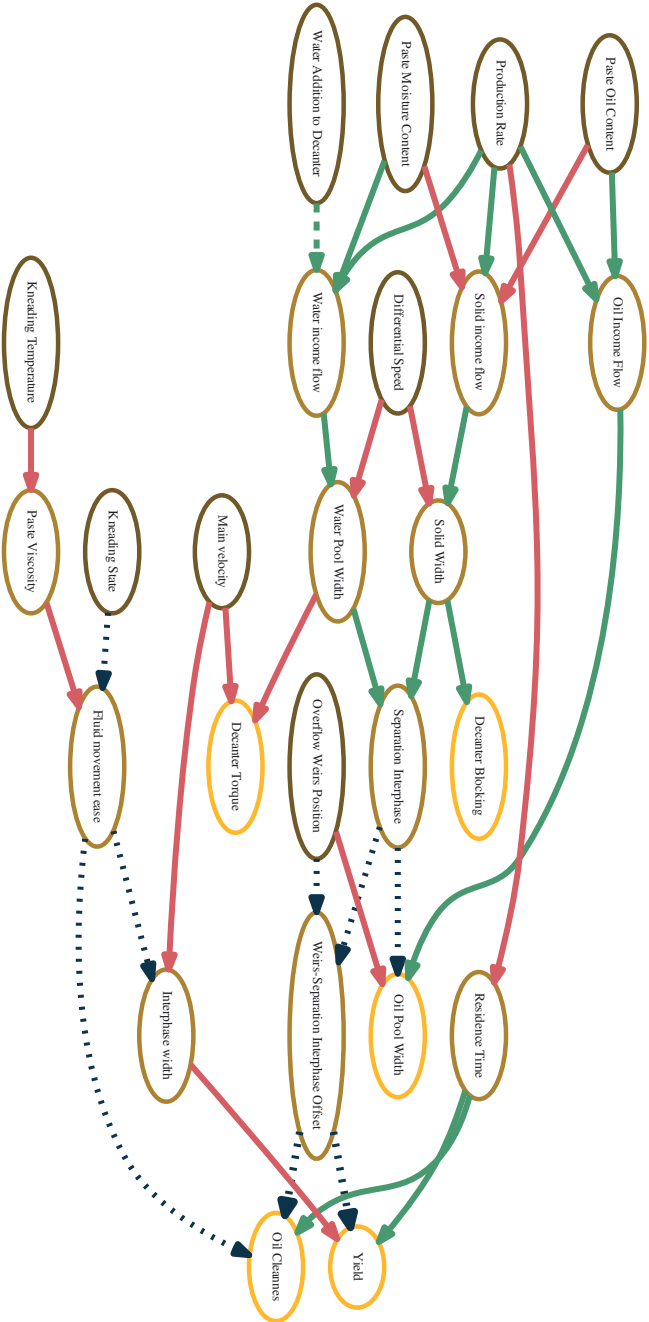 Paste Oil Content
Production Rate
Paste Moisture Content
Water Addition to Decanter
Oil Income Flow
Solid income flow
Differential Speed
Water income flow
Kneading Temperature
Solid Width
Water Pool Width
Main velocity
Kneading State
Paste Viscosity
Decanter Blocking
Separation Interphase
Overflow Weirs Position
Decanter Torque
Fluid movement ease
Residence Time
Oil Pool Width
Weirs-Separation Interphase Offset
Interphase width
Yield
Oil Cleannes